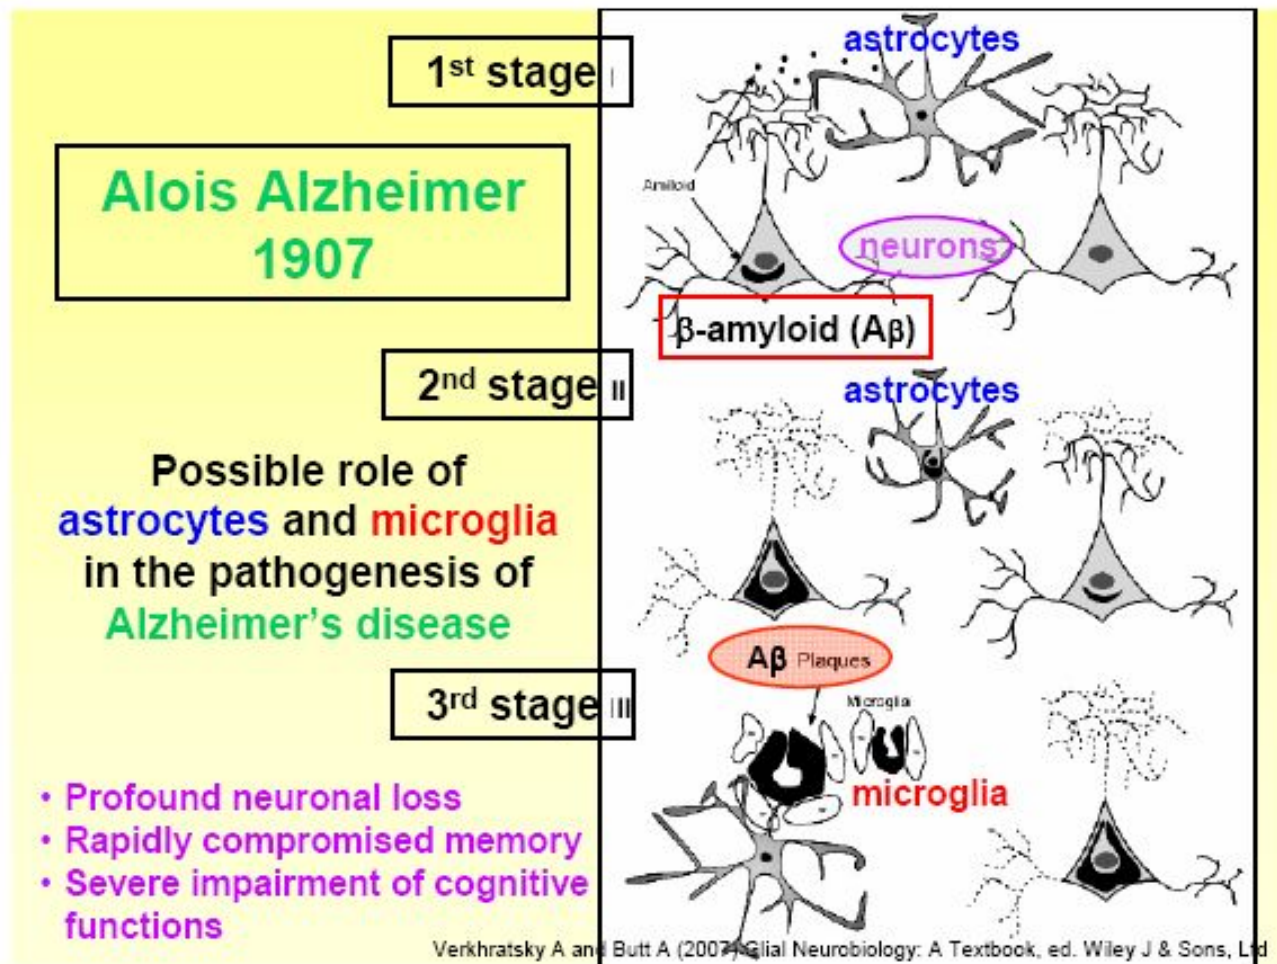 1st stage I
astrocytes
Alois Alzheimer
1907
Amiloid
neurons
β-amyloid (Aβ)
2nd stage II
astrocytes
Possible role of
astrocytes and microglia
in the pathogenesis of
Alzheimer's disease
Aβ Plaques
3rd stage III
Microglia
microglia
• Profound neuronal loss
• Rapidly compromised memory
• Severe impairment of cognitive
functions
Verkhratsky A and Butt A (2007) Glial Neurobiology: A Textbook, ed. Wiley J & Sons, Ltd